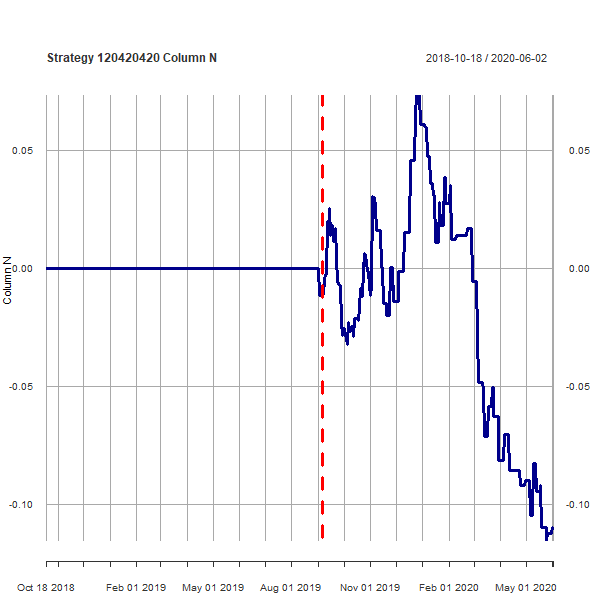 Strategy 120420420 Column N 2018-10-18 / 2020-06-02
0.05 0.05
0.00 0.00
Column N
-0.05 -0.05
-0.10 -0.10
Oct 18 2018 Feb 01 2019 May 01 2019 Aug 01 2019 Nov 01 2019 Feb 01 2020 May 01 2020